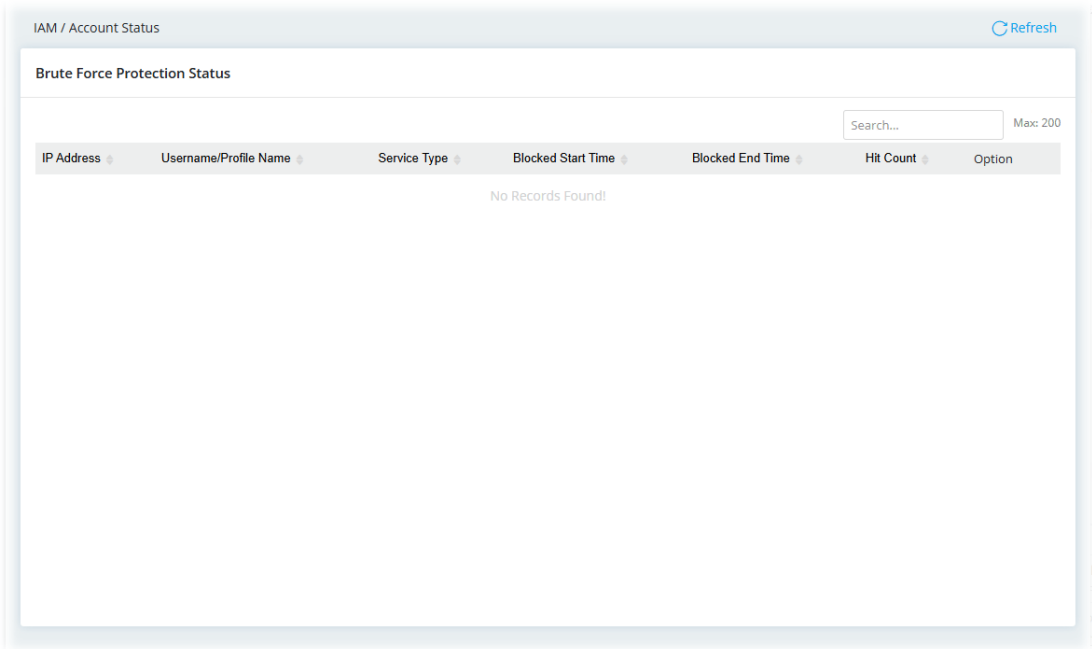 IAM / Account Status Refresh
Brute Force Protection Status
Search... Max: 200
IP Address Username/Profile Name Service Type Blocked Start Time Blocked End Time Hit Count Option
No Records Found!